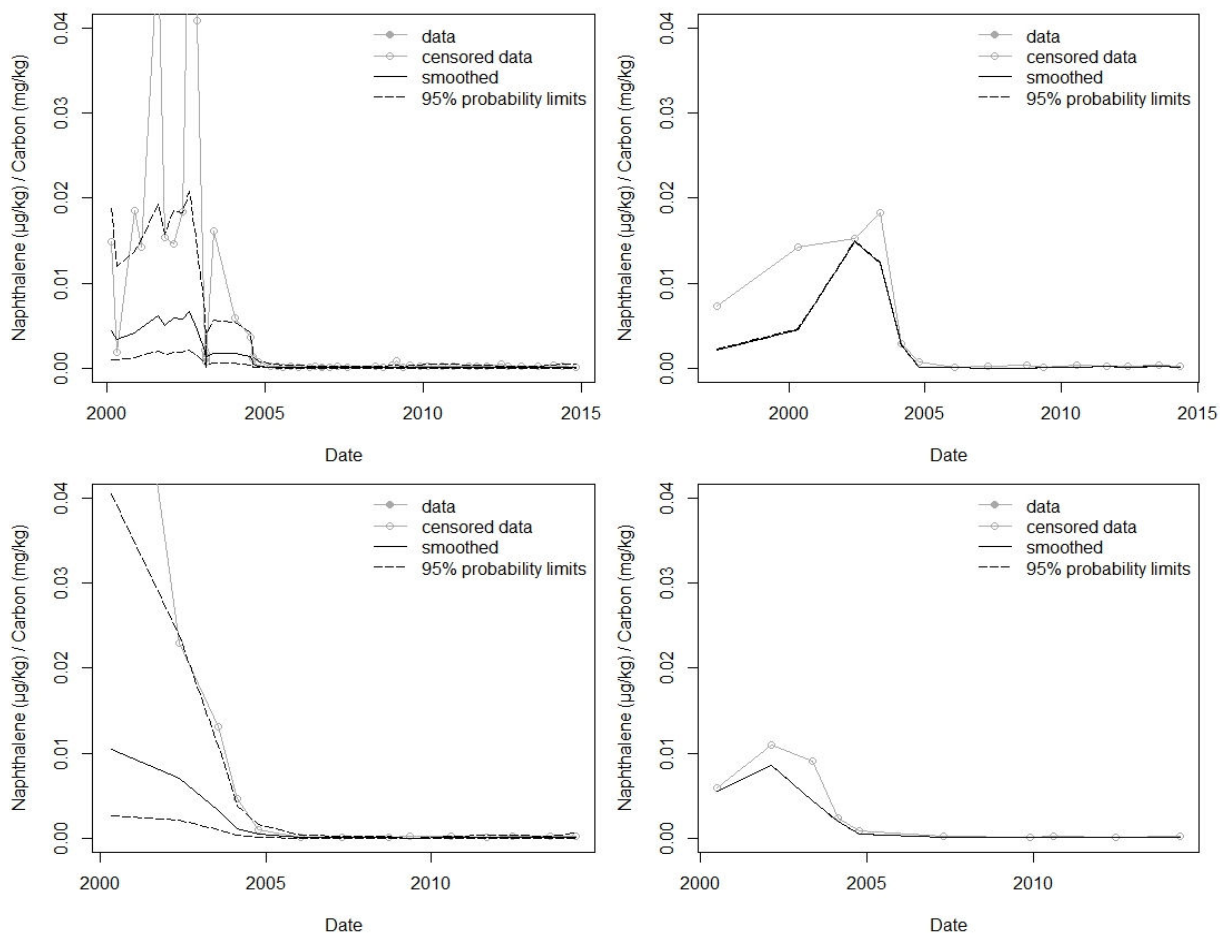 Naphthalene (µg/kg) / Carbon (mg/kg)
0.04
0.03
0.02
0.01
0.00
data
censored data
smoothed
95% probability limits
2000 2005 2010 2015
Date
Naphthalene (µg/kg) / Carbon (mg/kg)
0.04
0.03
0.02
0.01
0.00
data
censored data
smoothed
95% probability limits
2000 2005 2010 2015
Date
Naphthalene (µg/kg) / Carbon (mg/kg)
0.04
0.03
0.02
0.01
0.00
data
censored data
smoothed
95% probability limits
2000 2005 2010
Date
Naphthalene (µg/kg) / Carbon (mg/kg)
0.04
0.03
0.02
0.01
0.00
data
censored data
smoothed
95% probability limits
2000 2005 2010
Date